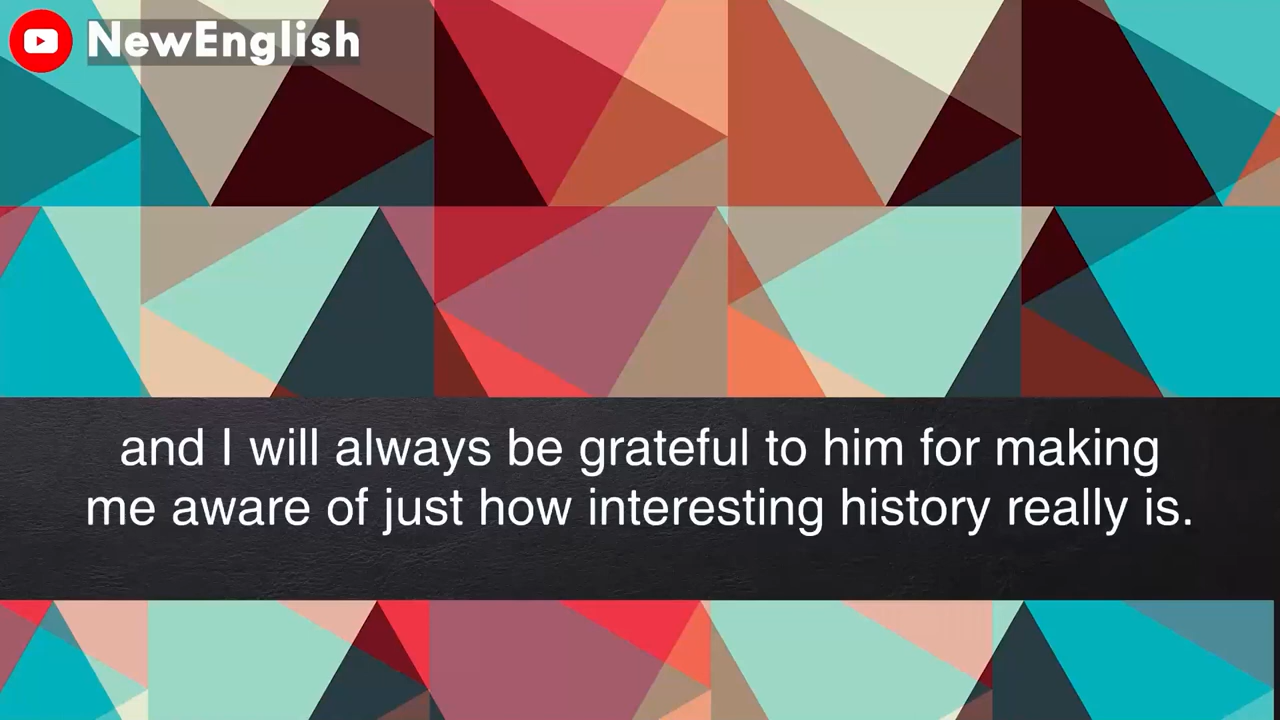 NewEnglish
and I will always be grateful to him for making
me aware of just how interesting history really is.